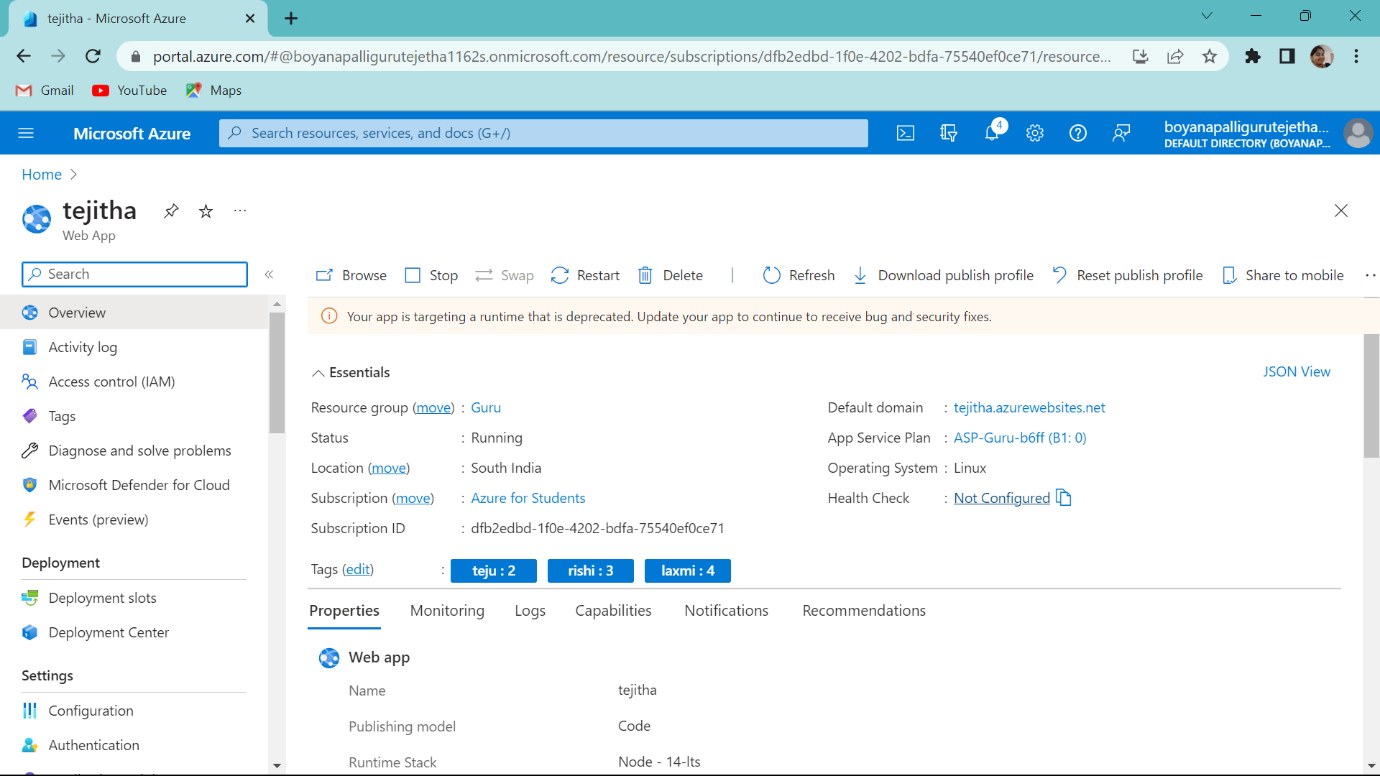 tejitha - Microsoft Azure
portal.azure.com/#@boyanapalligurutejetha1162s.onmicrosoft.com/resource/subscriptions/dfb2edbd-1f0e-4202-bdfa-75540ef0ce71/resource...
Gmail YouTube Maps
Microsoft Azure Search resources, services, and docs (G+/) 4 boyanapalligurutejetha...
DEFAULT DIRECTORY (BOYANAP...
Home >
tejitha
Web App
Search
Browse Stop Swap Restart Delete Refresh Download publish profile Reset publish profile Share to mobile
Overview
Activity log
Access control (IAM)
Tags
Diagnose and solve problems
Microsoft Defender for Cloud
Events (preview)
Deployment
Deployment slots
Deployment Center
Settings
Configuration
Authentication
Your app is targeting a runtime that is deprecated. Update your app to continue to receive bug and security fixes.
Essentials JSON View
Resource group (move) : Guru
Status : Running
Location (move) : South India
Subscription (move) : Azure for Students
Subscription ID : dfb2edbd-1f0e-4202-bdfa-75540ef0ce71
Default domain : tejitha.azurewebsites.net
App Service Plan : ASP-Guru-b6ff (B1: 0)
Operating System : Linux
Health Check : Not Configured
Tags (edit) : teju : 2 rishi : 3 laxmi : 4
Properties Monitoring Logs Capabilities Notifications Recommendations
Web app
Name tejitha
Publishing model Code
Runtime Stack Node - 14-lts